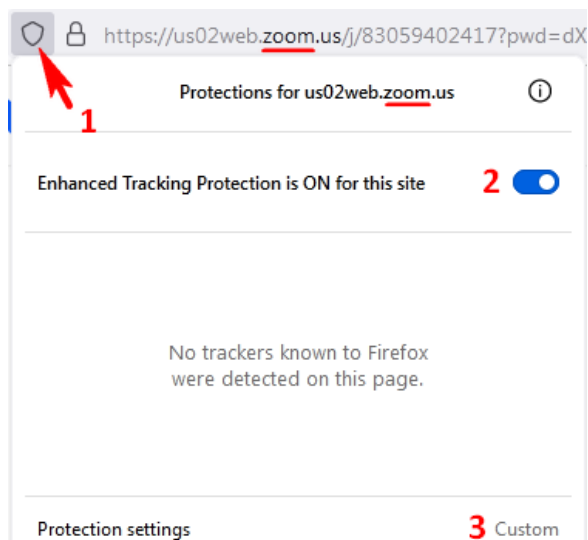 https://us02web.zoom.us/j/83059402417?pwd=dX
1
Protections for us02web.zoom.us
Enhanced Tracking Protection is ON for this site 2
No trackers known to Firefox
were detected on this page.
Protection settings 3 Custom